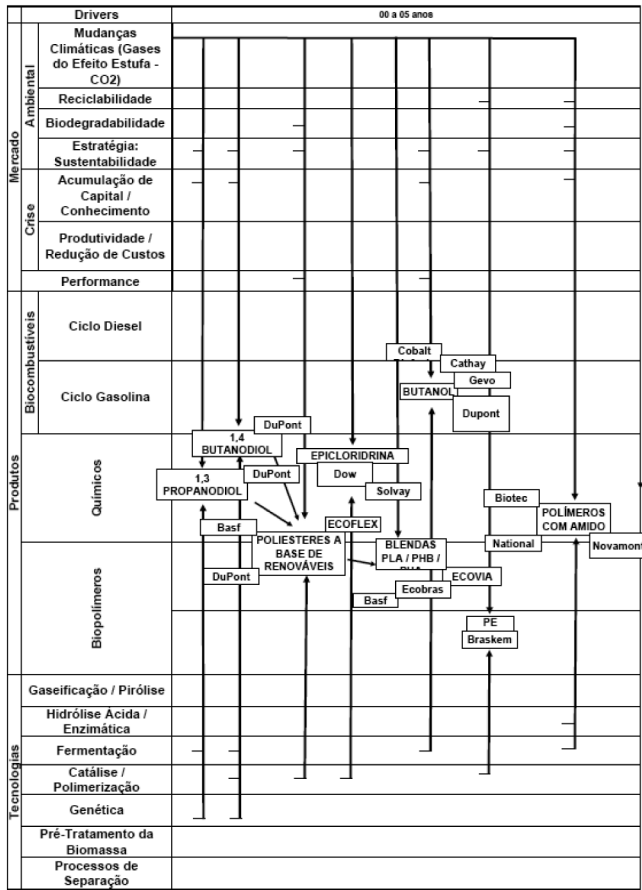 Drivers
00 a 05 anos
Mercado
Ambiental
Mudanças
Climáticas (Gases
do Efeito Estufa -
CO2)
Reciclabilidade
Biodegradabilidade
Estratégia:
Sustentabilidade
Crise
Acumulação de
Capital /
Conhecimento
Produtividade /
Redução de Custos
Performance
Produtos
Biocombustíveis
Ciclo Diesel
Cobalt
Cathay
Gevo
Ciclo Gasolina
BUTANOL
Dupont
DuPont
Químicos
1,4
BUTANODIOL
EPICLORIDRINA
1,3
PROPANODIOL
DuPont
Dow
Solvay
Biotec
POLÍMEROS
COM AMIDO
Basf
ECOFLEX
National
Novamont
Biopolímeros
POLIESTERES A
BASE DE
RENOVÁVEIS
BLENDAS
PLA / PHB /
DuPont
ECOVIA
Ecobras
Basf
PE
Braskem
Tecnologias
Gaseificação / Pirólise
Hidrólise Ácida /
Enzimática
Fermentação
Catálise /
Polimerização
Genética
Pré-Tratamento da
Biomassa
Processos de
Separação